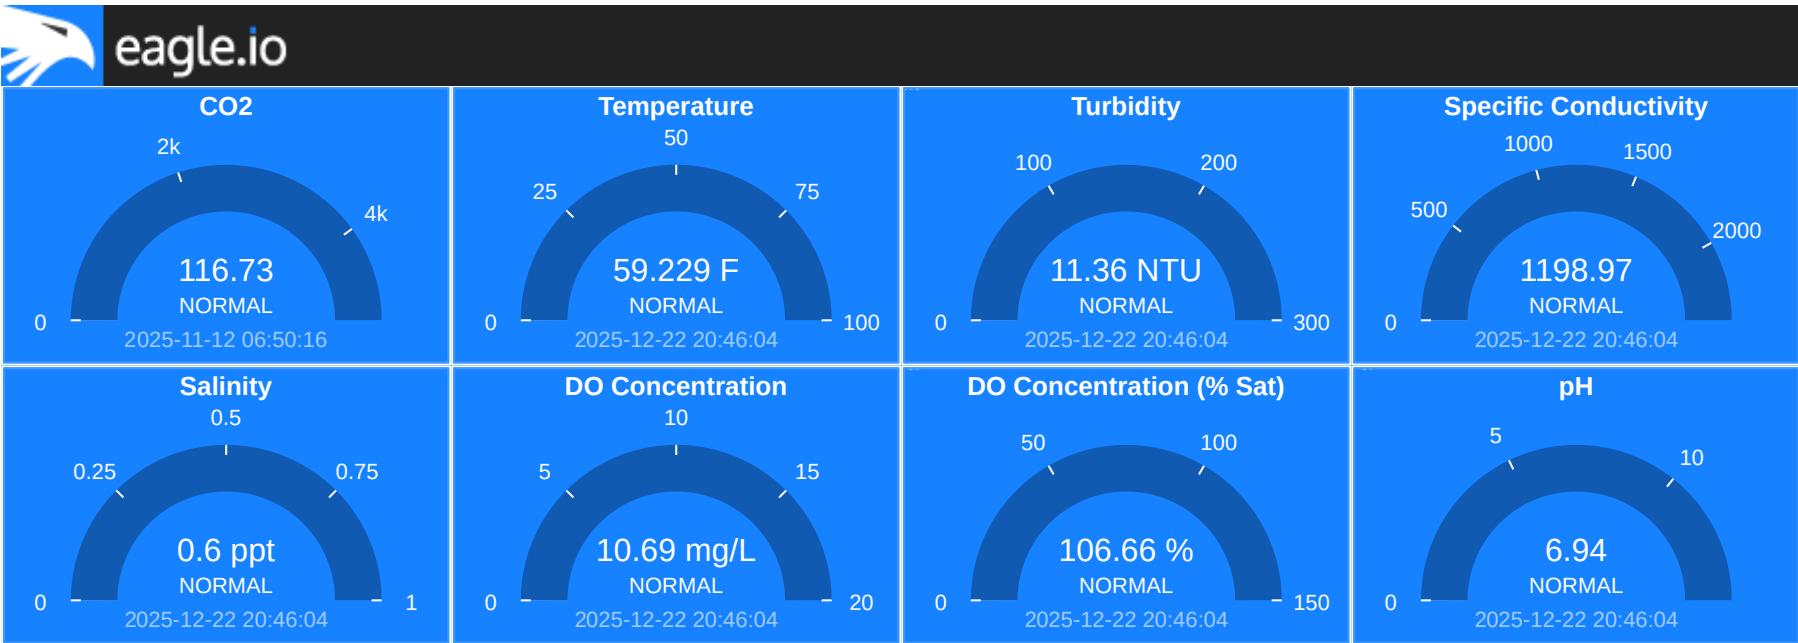 eagle.io
CO2
0
2k
4k
116.73
NORMAL
2025-11-12 06:50:16
Temperature
0
25
50
75
100
59.229 F
NORMAL
2025-12-22 20:46:04
Turbidity
0
100
200
300
11.36 NTU
NORMAL
2025-12-22 20:46:04
Specific Conductivity
0
500
1000
1500
2000
1198.97
NORMAL
2025-12-22 20:46:04
Salinity
0
0.25
0.5
0.75
1
0.6 ppt
NORMAL
2025-12-22 20:46:04
DO Concentration
0
5
10
15
20
10.69 mg/L
NORMAL
2025-12-22 20:46:04
DO Concentration (% Sat)
0
50
100
150
106.66 %
NORMAL
2025-12-22 20:46:04
pH
0
5
10
6.94
NORMAL
2025-12-22 20:46:04